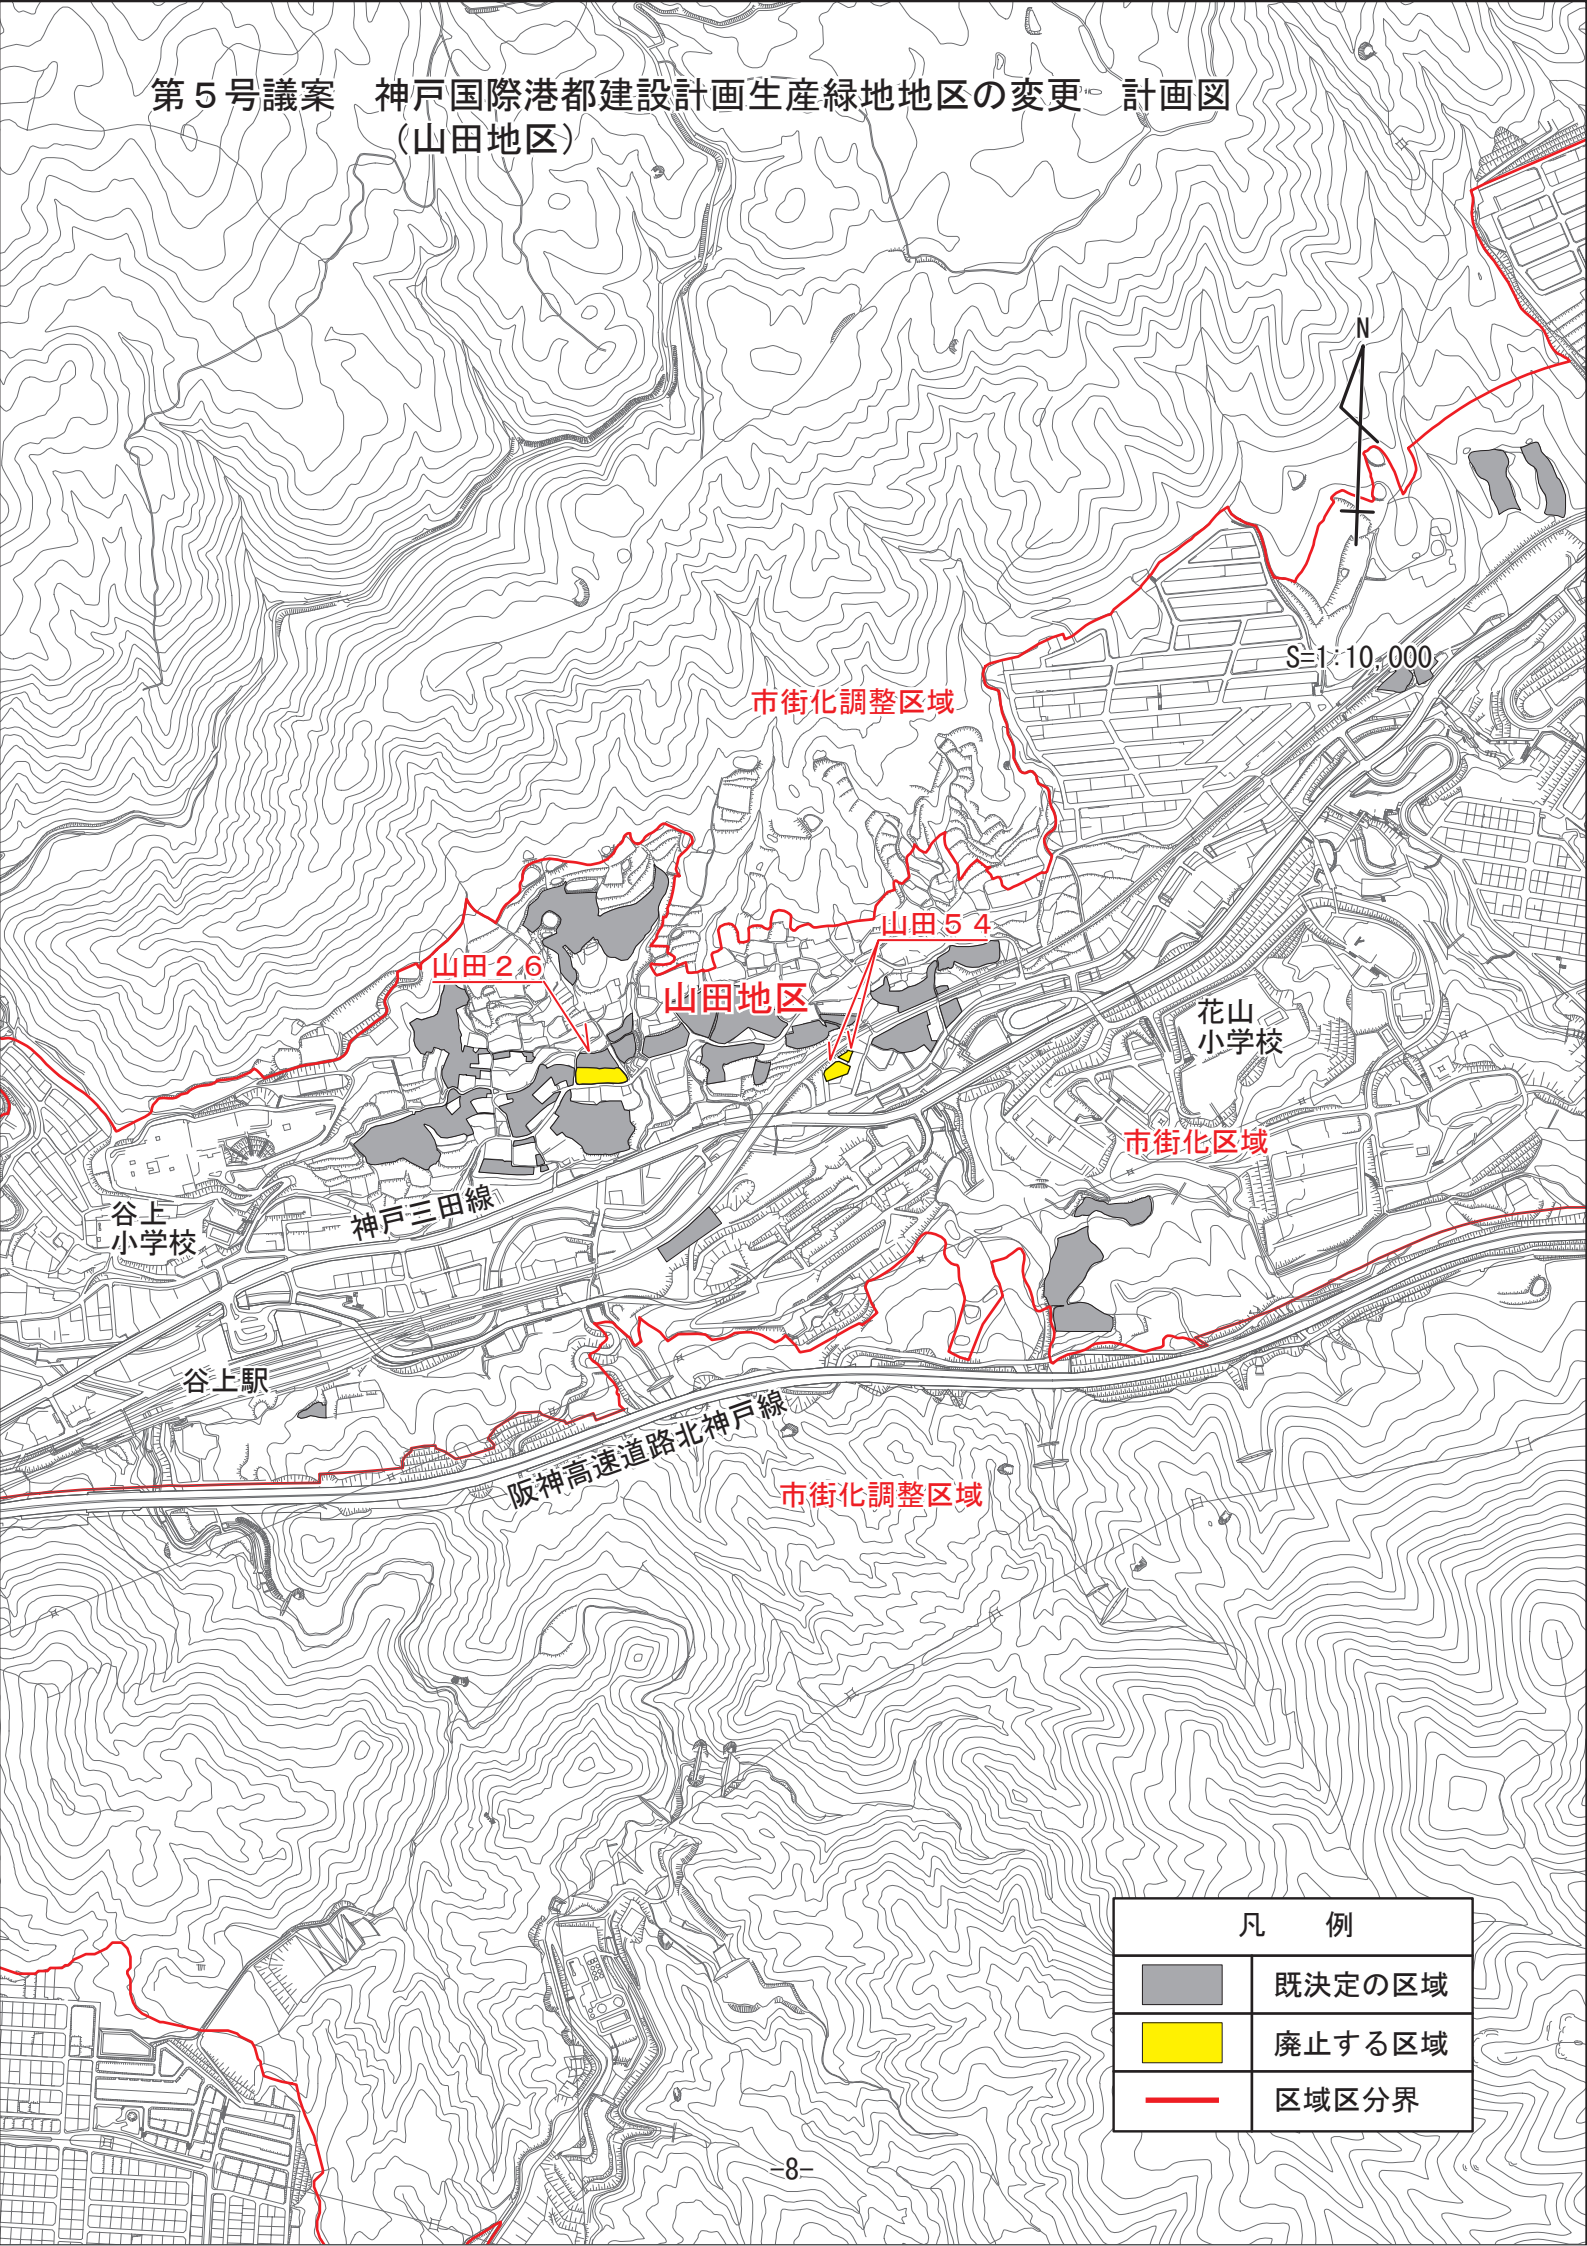 第５号議案　神戸国際港都建設計画生産緑地地区の変更　計画図
（山田地区）
N
S=1:10,000
市街化調整区域
山田５４
山田２６
山田地区
花山
小学校
市街化区域
谷上
小学校
神戸三田線
谷上駅
阪神高速道路北神戸線
市街化調整区域
凡　例
既決定の区域
廃止する区域
区域区分界
-8-